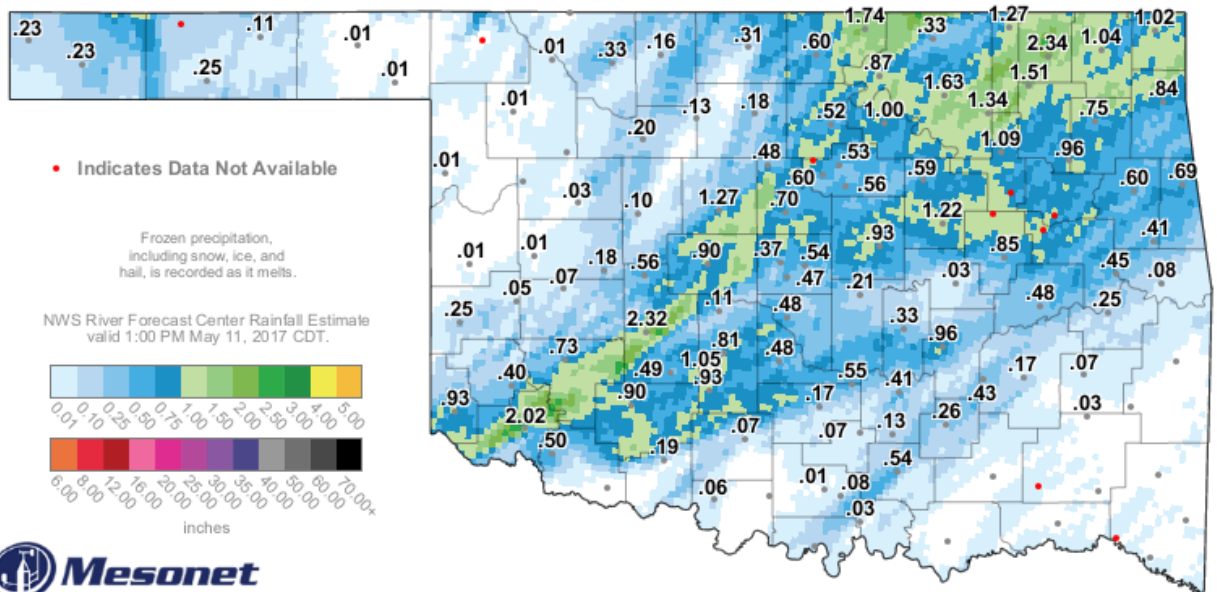 1.74 1.27 1.02
.23 .11 .33
.01 .31 .60 2.34 1.04
.23 .01 .33 .16
.25 .01 .87 1.51
1.63 .84
.01 .13 .18 .52 1.00 1.34 .75
.20 1.09
.01 .48 .53 .96
• Indicates Data Not Available
.03 .60 .56 .59 .60 .69
.10 1.27 .70 1.22
.93 .41
Frozen precipitation,
including snow, ice, and
hail, is recorded as it melts.
.01 .01 .90 .37 .54 .85
.18 .56 .45
.05 .07 .47 .21 .03 .08
.25 .11 .48 .48 .25
NWS River Forecast Center Rainfall Estimate
valid 1:00 PM May 11, 2017 CDT.
2.32 .33
.73 .81 .48 .96
.40 .49 1.05 .55 .17 .07
.93 .90 .93 .17 .41 .43
0.01 0.10 0.25 0.50 0.75 1.00 1.50 2.00 2.50 3.00 4.00 5.00
2.02 .26 .03
.50 .19 .07 .07 .13
.54
.06 .01 .08
.03
6.00 8.00 12.00 16.00 20.00 25.00 30.00 35.00 40.00 50.00 60.00 70.00+
inches
Mesonet